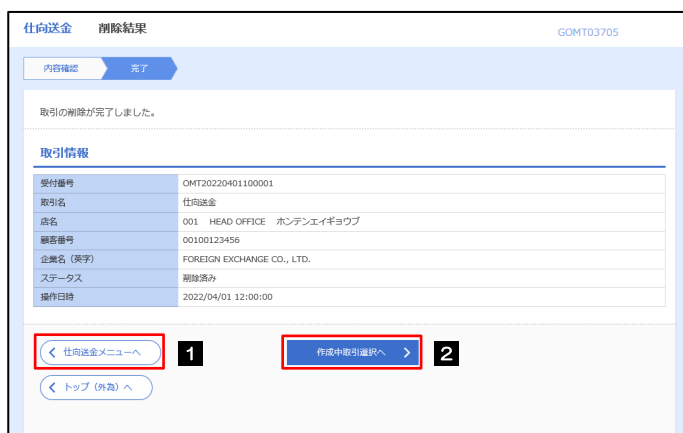 仕向送金 削除結果 GOMT03705
内容確認 完了
取引の削除が完了しました。
取引情報
受付番号 OMT20220401100001
取引名 仕向送金
店名 001 HEAD OFFICE ホンテンエイギョウブ
顧客番号 00100123456
企業名（英字） FOREIGN EXCHANGE CO., LTD.
ステータス 削除済み
操作日時 2022/04/01 12:00:00
仕向送金メニューへ 1 作成中取引選択へ 2
トップ（外為）へ